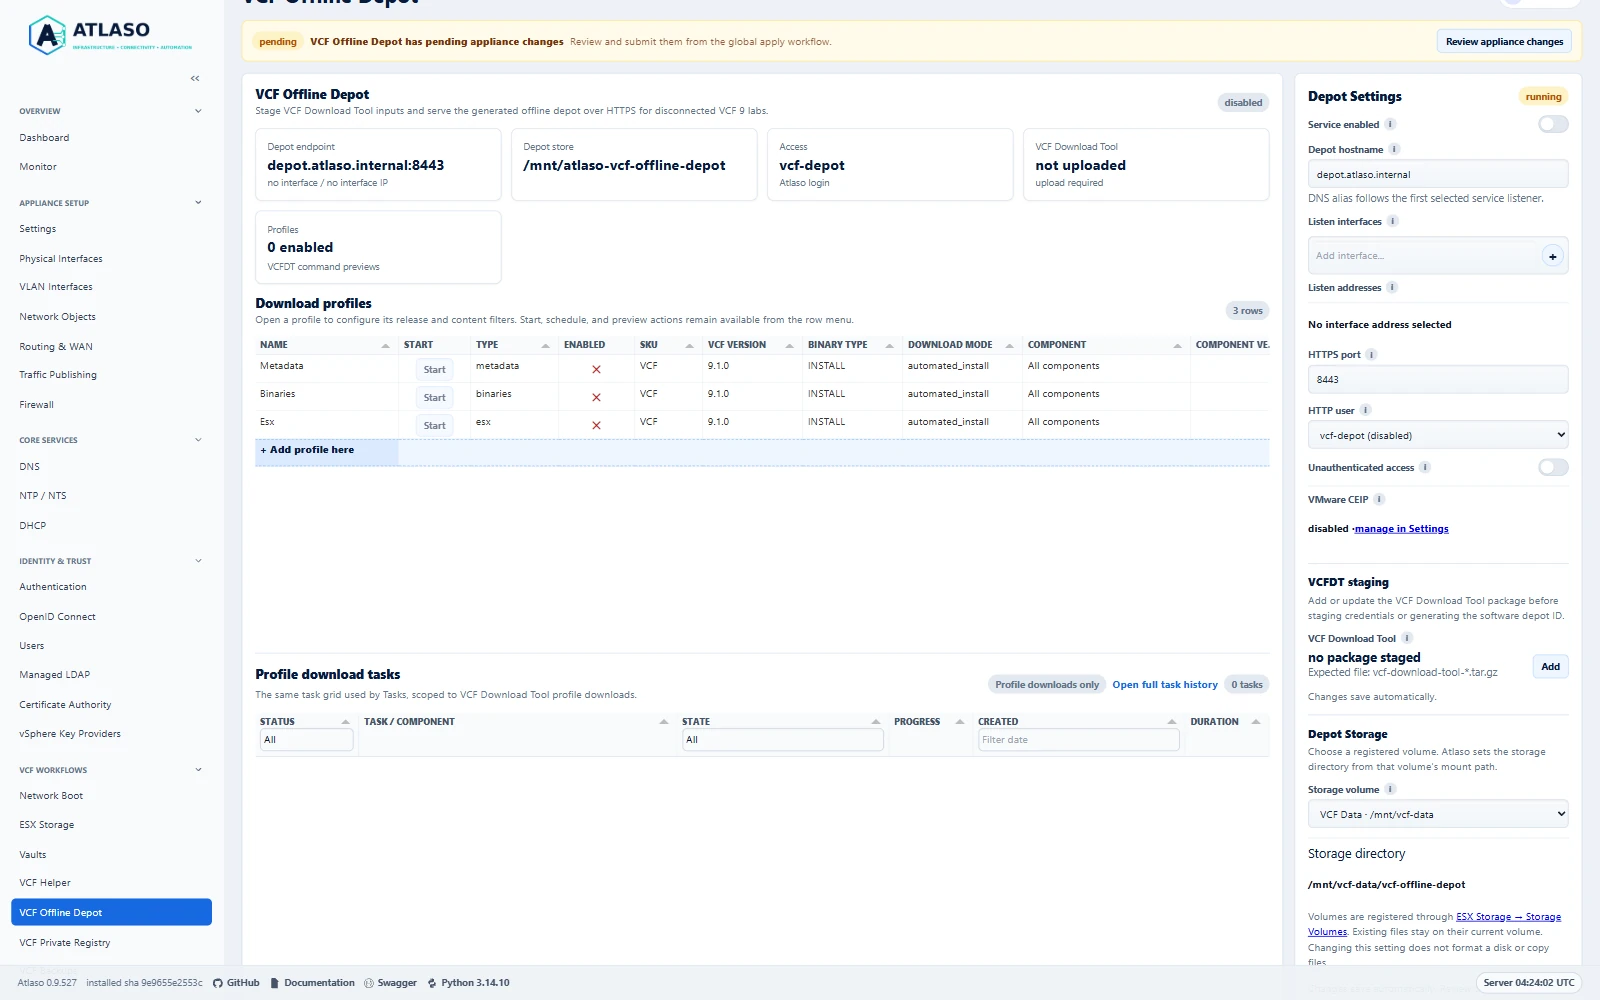 ATLASO
INFRASTRUCTURE • CONNECTIVITY • AUTOMATION
OVERVIEW
Dashboard
Monitor
APPLIANCE SETUP
Settings
Physical Interfaces
VLAN Interfaces
Network Objects
Routing & WAN
Traffic Publishing
Firewall
CORE SERVICES
DNS
NTP / NTS
DHCP
IDENTITY & TRUST
Authentication
OpenID Connect
Users
Managed LDAP
Certificate Authority
vSphere Key Providers
VCF WORKFLOWS
Network Boot
ESX Storage
Vaults
VCF Helper
VCF Offline Depot
VCF Private Registry
VCF Offline Depot
pending VCF Offline Depot has pending appliance changes Review and submit them from the global apply workflow. Review appliance changes
VCF Offline Depot
Stage VCF Download Tool inputs and serve the generated offline depot over HTTPS for disconnected VCF 9 labs.
disabled
Depot endpoint
depot.atlaso.internal:8443
no interface / no interface IP
Depot store
/mnt/atlaso-vcf-offline-depot
Access
vcf-depot
Atlaso login
VCF Download Tool
not uploaded
upload required
Profiles
0 enabled
VCFDT command previews
Download profiles
Open a profile to configure its release and content filters. Start, schedule, and preview actions remain available from the row menu.
3 rows
NAME START TYPE ENABLED SKU VCF VERSION BINARY TYPE DOWNLOAD MODE COMPONENT COMPONENT VE.
Metadata Start metadata VCF 9.1.0 INSTALL automated_install All components
Binaries Start binaries VCF 9.1.0 INSTALL automated_install All components
Esx Start esx VCF 9.1.0 INSTALL automated_install All components
+ Add profile here
Profile download tasks
The same task grid used by Tasks, scoped to VCF Download Tool profile downloads.
Profile downloads only Open full task history 0 tasks
STATUS TASK / COMPONENT STATE PROGRESS CREATED DURATION
All All Filter date
Depot Settings running
Service enabled i
Depot hostname i
depot.atlaso.internal
DNS alias follows the first selected service listener.
Listen interfaces i
Add interface... +
Listen addresses i
No interface address selected
HTTPS port i
8443
HTTP user i
vcf-depot (disabled)
Unauthenticated access i
VMware CEIP i
disabled ·manage in Settings
VCFDT staging
Add or update the VCF Download Tool package before
staging credentials or generating the software depot ID.
VCF Download Tool i
no package staged
Expected file: vcf-download-tool-*.tar.gz
Add
Changes save automatically.
Depot Storage
Choose a registered volume. Atlaso sets the storage
directory from that volume's mount path.
Storage volume i
VCF Data · /mnt/vcf-data
Storage directory
/mnt/vcf-data/vcf-offline-depot
Volumes are registered through ESX Storage → Storage
Volumes. Existing files stay on their current volume.
Changing this setting does not format a disk or copy
files.
Atlaso 0.9.527 installed sha 9e9655e2553c GitHub Documentation Swagger Python 3.14.10
Server 04:24:02 UTC